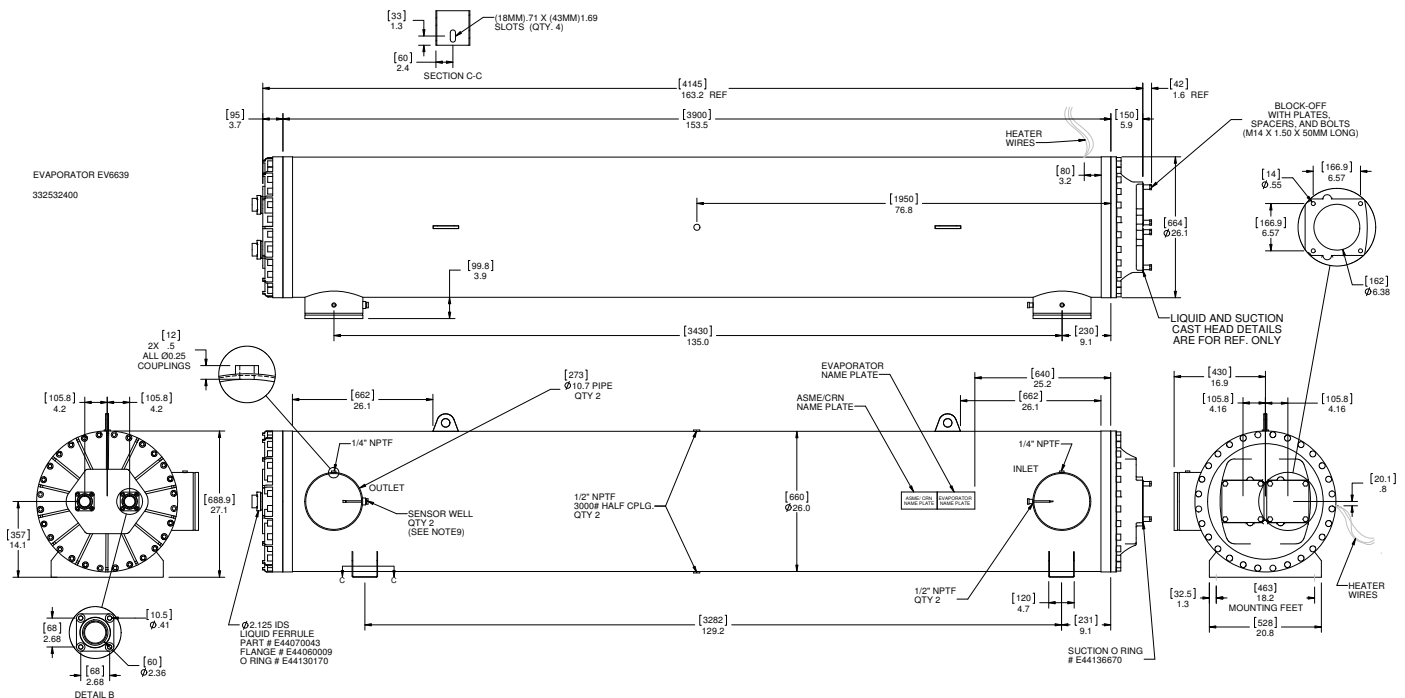 [33]
1.3
(18MM).71 X (43MM)1.69
SLOTS  (QTY. 4)
[60]
2.4
SECTION C-C
[4145]
163.2  REF
[42]
1.6  REF
[95]
3.7
[3900]
153.5
[150]
5.9
HEATER
WIRES
BLOCK-OFF
WITH PLATES,
SPACERS, AND BOLTS
(M14 X 1.50 X 50MM LONG)
EVAPORATOR EV6639
332532400
[80]
3.2
[166.9]
6.57
[14]
Ø.55
[1950]
76.8
[664]
Ø26.1
[166.9]
6.57
[99.8]
3.9
[162]
Ø6.38
LIQUID AND SUCTION
CAST HEAD DETAILS
ARE FOR REF. ONLY
[3430]
135.0
[230]
9.1
[12]
2X  .5
ALL Ø0.25
COUPLINGS
[273]
Ø10.7 PIPE
QTY 2
EVAPORATOR
NAME PLATE
[640]
25.2
[430]
16.9
ASME/CRN
NAME PLATE
[662]
26.1
[662]
26.1
[105.8]
4.2
[105.8]
4.2
[105.8]
4.16
[105.8]
4.16
1/4" NPTF
OUTLET
1/4" NPTF
INLET
1/2" NPTF
3000# HALF CPLG.
QTY 2
[660]
Ø26.0
ASME/ CRN
NAME PLATE
EVAPORATOR
NAME PLATE
SENSOR WELL
QTY 2
(SEE NOTE9)
[688.9]
27.1
[357]
14.1
[20.1]
.8
C
C
1/2" NPTF
QTY 2
[120]
4.7
[32.5]
1.3
[463]
18.2
MOUNTING FEET
[528]
20.8
HEATER
WIRES
[10.5]
Ø.41
[68]
2.68
[60]
Ø2.36
[68]
2.68
DETAIL B
Ø2.125 IDS
LIQUID FERRULE
PART # E44070043
FLANGE # E44060009
O RING # E44130170
[3282]
129.2
[231]
9.1
SUCTION O RING
# E44136670